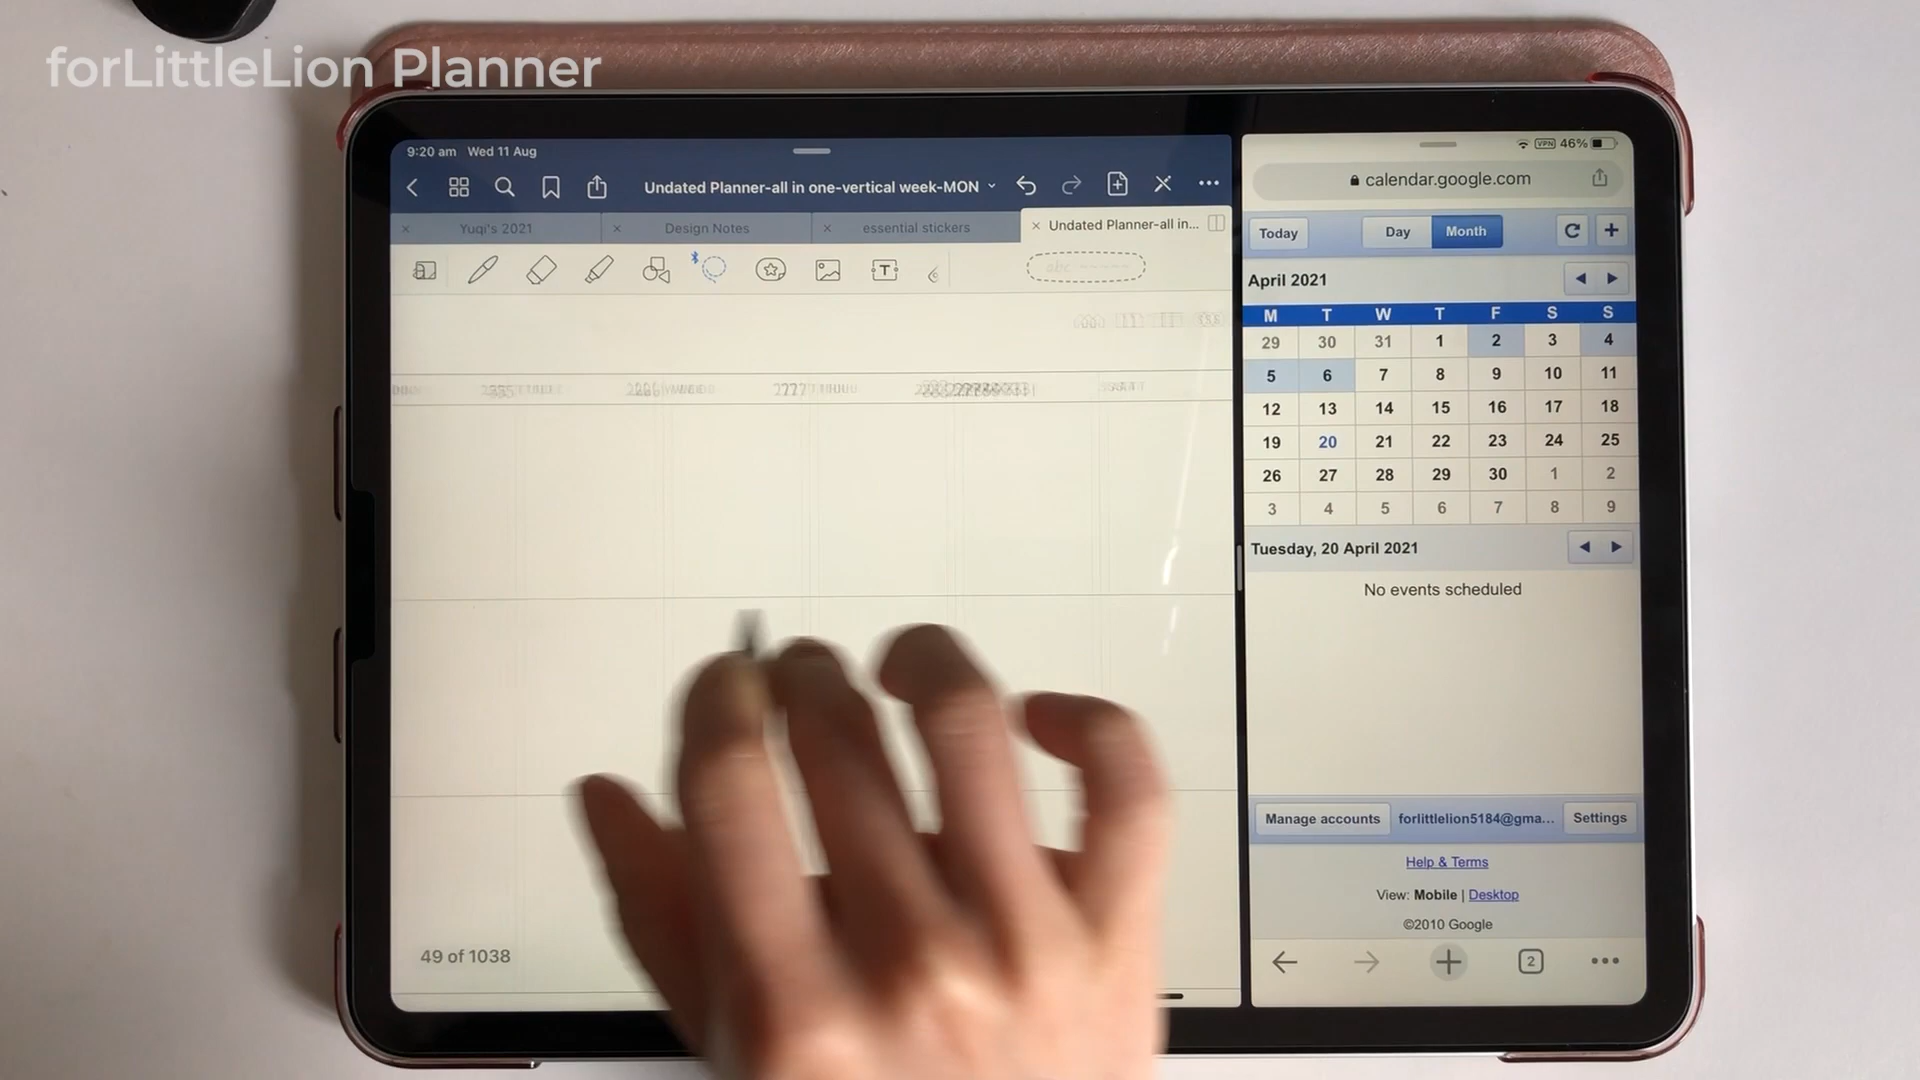 forLittleLion Planner
9:20 am Wed 11 Aug
Undated Planner-all in one-vertical week-MON
Yuqi's 2021
Design Notes
essential stickers
Undated Planner-all in...
T
abc
49 of 1038
VPN 46%
calendar.google.com
Today Day Month
April 2021
M T W T F S S
29 30 31 1 2 3 4
5 6 7 8 9 10 11
12 13 14 15 16 17 18
19 20 21 22 23 24 25
26 27 28 29 30 1 2
3 4 5 6 7 8 9
Tuesday, 20 April 2021
No events scheduled
Manage accounts forlittlelion5184@gma... Settings
Help & Terms
View: Mobile | Desktop
©2010 Google
2